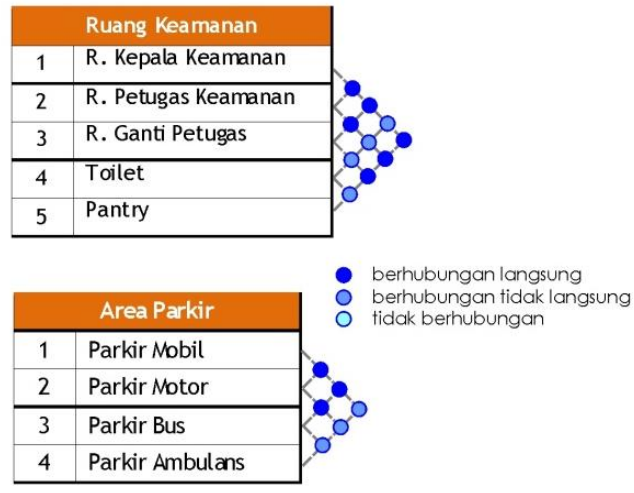 Ruang Keamanan
1 R. Kepala Keamanan
2 R. Petugas Keamanan
3 R. Ganti Petugas
4 Toilet
5 Pantry
berhubungan langsung
berhubungan tidak langsung
tidak berhubungan
Area Parkir
1 Parkir Mobil
2 Parkir Motor
3 Parkir Bus
4 Parkir Ambulans